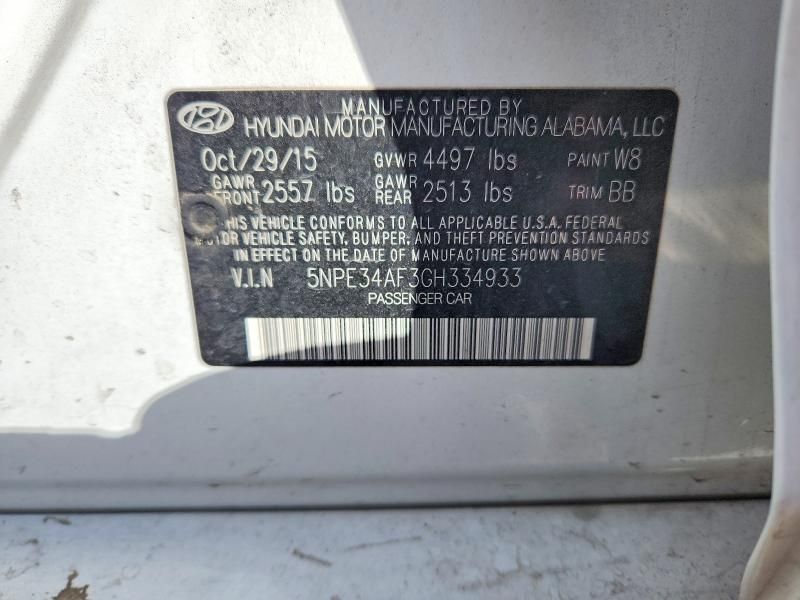 MANUFACTURED BY
HYUNDAI MOTOR MANUFACTURING ALABAMA, LLC
Oct/29/15 GVWR 4497 lbs PAINT W8
GAWR FRONT 2557 lbs GAWR REAR 2513 lbs TRIM BB
THIS VEHICLE CONFORMS TO ALL APPLICABLE U.S.A. FEDERAL
MOTOR VEHICLE SAFETY, BUMPER, AND THEFT PREVENTION STANDARDS
IN EFFECT ON THE DATE OF MANUFACTURE SHOWN ABOVE
V.I.N 5NPE34AF3GH334933
PASSENGER CAR